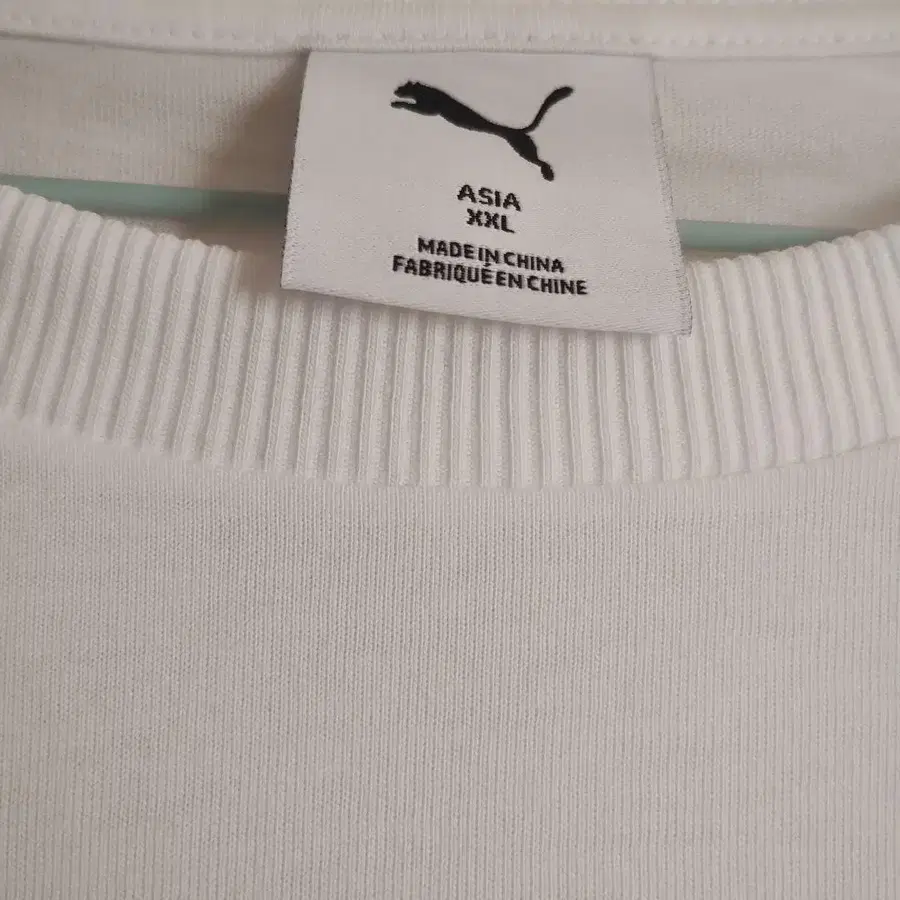 ASIA
XXL
MADE IN CHINA
FABRIQUÉ EN CHINE